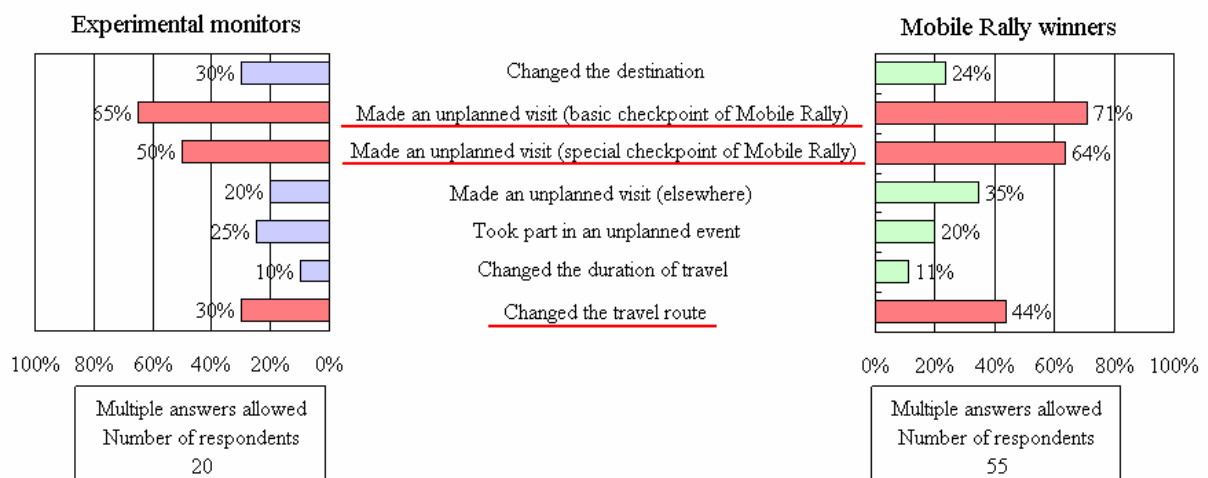 Experimental monitors
Mobile Rally winners
30% Changed the destination 24%
65% Made an unplanned visit (basic checkpoint of Mobile Rally) 71%
50% Made an unplanned visit (special checkpoint of Mobile Rally) 64%
20% Made an unplanned visit (elsewhere) 35%
25% Took part in an unplanned event 20%
10% Changed the duration of travel 11%
30% Changed the travel route 44%
100% 80% 60% 40% 20% 0%
0% 20% 40% 60% 80% 100%
Multiple answers allowed
Number of respondents
20
Multiple answers allowed
Number of respondents
55